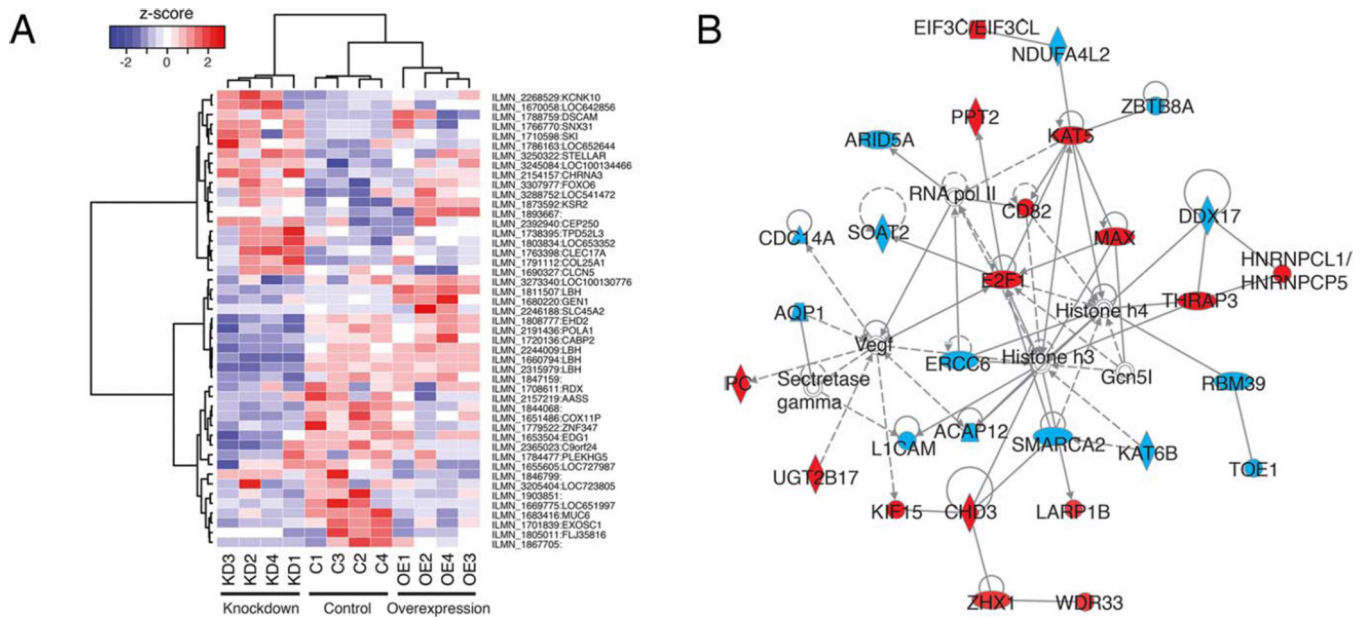 A
z-score
-2 0 2
ILMN_2268529:KCNK10
ILMN_1670058:LOC642856
ILMN_1788759:DSCAM
ILMN_1766770:SNX31
ILMN_1710598:SKI
ILMN_1786163:LOC652644
ILMN_3250322:STELLAR
ILMN_3245084:LOC100134466
ILMN_2154157:CHRNA3
ILMN_3307977:FOXO6
ILMN_3288752:LOC541472
ILMN_1873592:KSR2
ILMN_1893667:
ILMN_2392940:CEP250
ILMN_1738395:TPD52L3
ILMN_1803834:LOC653352
ILMN_1763398:CLEC17A
ILMN_1791112:COL25A1
ILMN_1690327:CLCN5
ILMN_3273340:LOC100130776
ILMN_1811507:LBH
ILMN_1680220:GEN1
ILMN_2246188:SLC45A2
ILMN_1808777:EHD2
ILMN_2191436:POLA1
ILMN_1720136:CABP2
ILMN_2244009:LBH
ILMN_1660794:LBH
ILMN_2315979:LBH
ILMN_1847159:
ILMN_1708611:RDX
ILMN_2157219:AASS
ILMN_1844068:
ILMN_1651486:COX11P
ILMN_1779522:ZNF347
ILMN_1653504:EDG1
ILMN_2365023:C9orf24
ILMN_1784477:PLEKHG5
ILMN_1655605:LOC727987
ILMN_1846799:
ILMN_3205404:LOC723805
ILMN_1903851:
ILMN_1669775:LOC651997
ILMN_1683416:MUC6
ILMN_1701839:EXOSC1
ILMN_1805011:FLJ35816
ILMN_1867705:
KD3 KD2 KD4 KD1 C1 C3 C2 C4 OE1 OE2 OE4 OE3
Knockdown Control Overexpression
B
EIF3C/EIF3CL
NDUFA4L2
ZBTB8A
PPT2
KAT5
ARID5A
RNA pol II
CD82
DDX17
CDC14A
SOAT2
MAX
HNRNPCL1/
HNRNPCP5
E2F1
THRAP3
AQP1
Histone h4
Vegf
ERCC6
Histone h3
Gcn5l
PC
Sectretase
gamma
RBM39
L1CAM
ACAP12
SMARCA2
KAT6B
TOE1
UGT2B17
KIF15
CHD3
LARP1B
ZHX1
WDR33